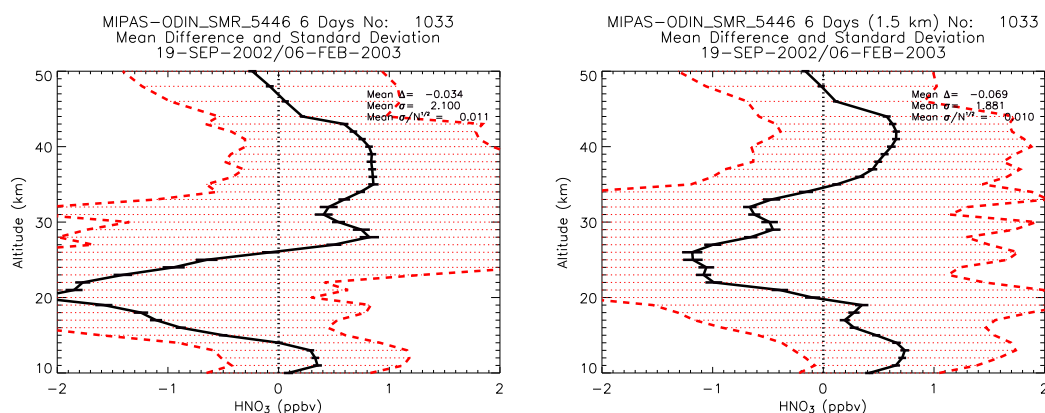 MIPAS-ODIN_SMR_5446 6 Days No: 1033
Mean Difference and Standard Deviation
19-SEP-2002/06-FEB-2003
Mean Δ= -0.034
Mean σ= 2.100
Mean σ/N^1/2 = 0.011
50
40
30
20
10
Altitude (km)
-2 -1 0 1 2
HNO₃ (ppbv)
MIPAS-ODIN_SMR_5446 6 Days (1.5 km) No: 1033
Mean Difference and Standard Deviation
19-SEP-2002/06-FEB-2003
Mean Δ= -0.069
Mean σ= 1.881
Mean σ/N^1/2 = 0.010
50
40
30
20
10
Altitude (km)
-2 -1 0 1 2
HNO₃ (ppbv)